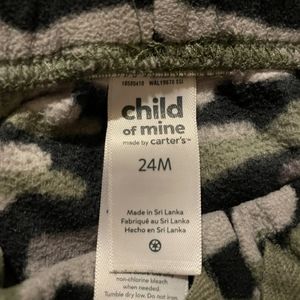 child
of mine
made by carter's™
24M
Made in Sri Lanka
Fabriqué au Sri Lanka
Hecho en Sri Lanka
non-chlorine bleach
when needed.
Tumble dry low. Do not
iron.